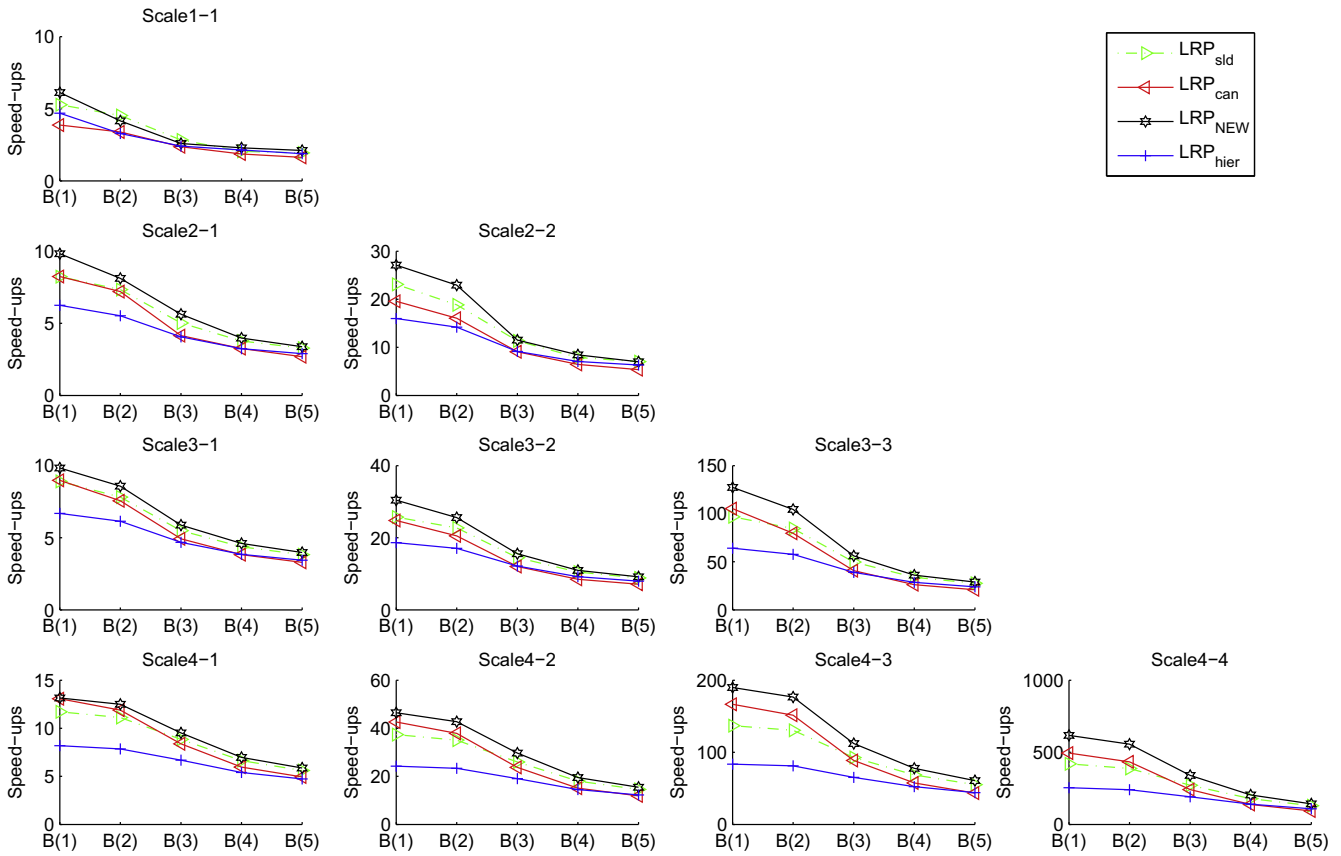 Scale1−1
Speed−ups
10
5
0
B(1) B(2) B(3) B(4) B(5)
LRP_sld
LRP_can
LRP_NEW
LRP_hier
Scale2−1
Speed−ups
10
5
0
B(1) B(2) B(3) B(4) B(5)
Scale2−2
Speed−ups
30
20
10
0
B(1) B(2) B(3) B(4) B(5)
Scale3−1
Speed−ups
10
5
0
B(1) B(2) B(3) B(4) B(5)
Scale3−2
Speed−ups
40
20
0
B(1) B(2) B(3) B(4) B(5)
Scale3−3
Speed−ups
150
100
50
0
B(1) B(2) B(3) B(4) B(5)
Scale4−1
Speed−ups
15
10
5
0
B(1) B(2) B(3) B(4) B(5)
Scale4−2
Speed−ups
60
40
20
0
B(1) B(2) B(3) B(4) B(5)
Scale4−3
Speed−ups
200
100
0
B(1) B(2) B(3) B(4) B(5)
Scale4−4
Speed−ups
1000
500
0
B(1) B(2) B(3) B(4) B(5)